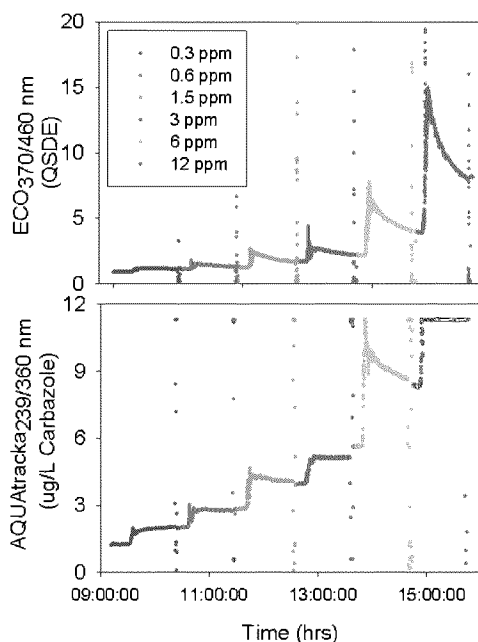 20
15
10
5
0
ECO370/460 nm
(QSDE)
0.3 ppm
0.6 ppm
1.5 ppm
3 ppm
6 ppm
12 ppm
12
9
6
3
0
AQUAtracka239/360 nm
(ug/L Carbazole)
09:00:00 11:00:00 13:00:00 15:00:00
Time (hrs)